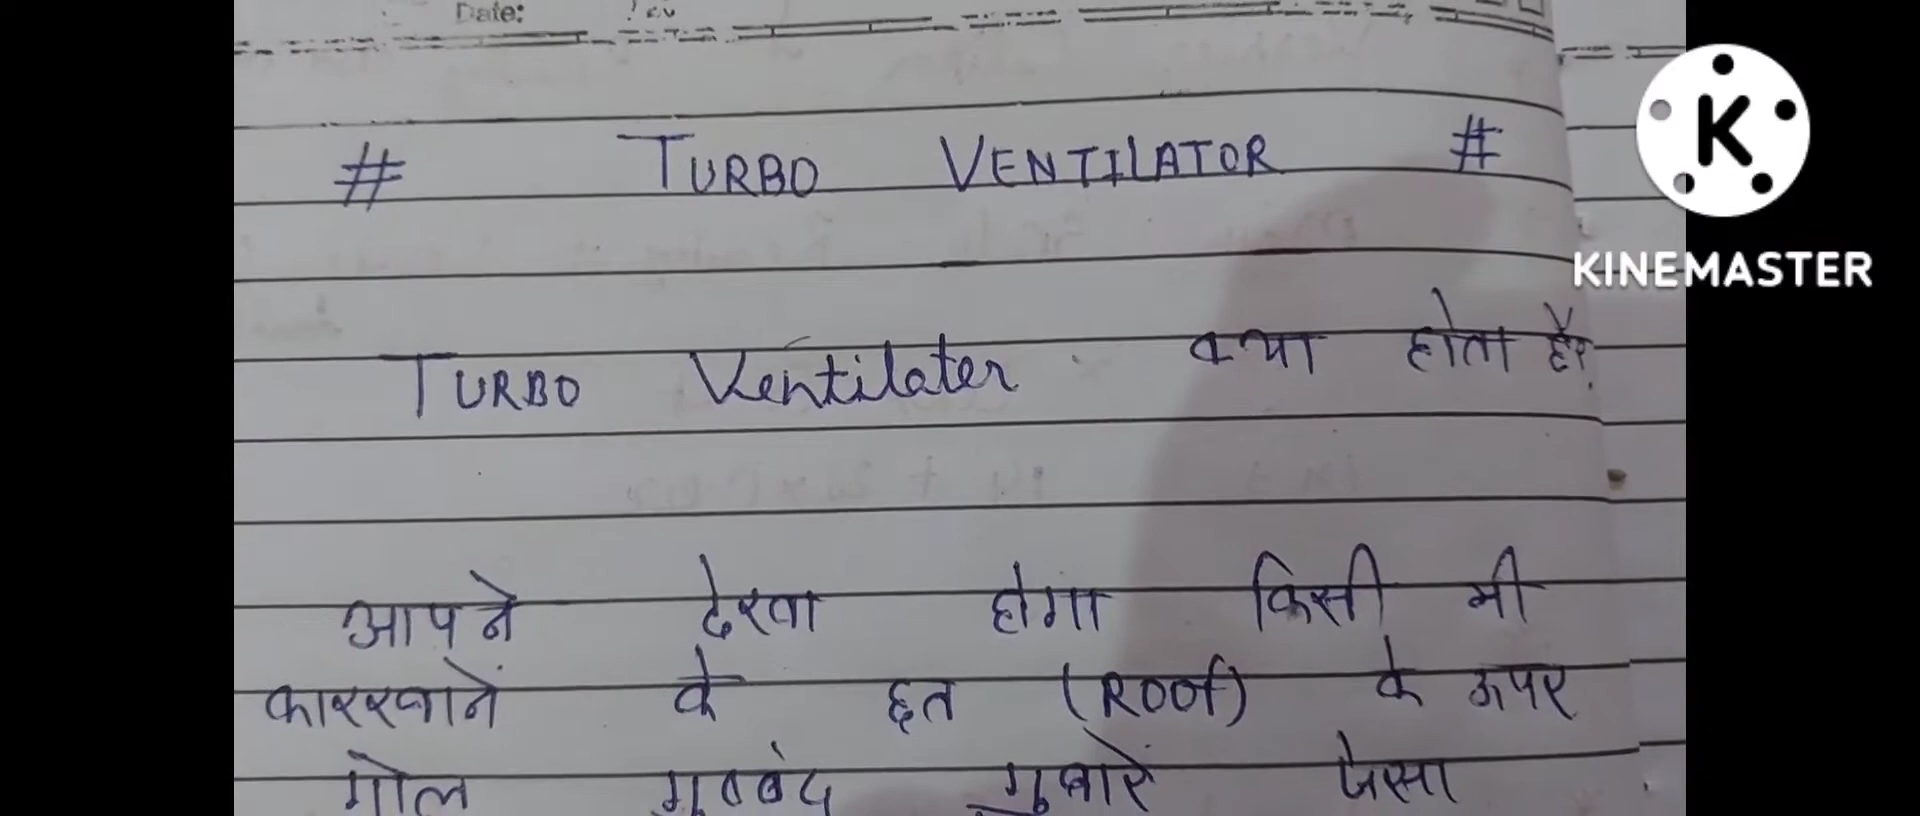 Date:
# TURBO VENTILATOR #
KINEMASTER
TURBO Ventilater क्या होता हैं?
आपने देखा होगा किसी भी
कारखानें के छत (ROOf) के ऊपर
गोल गुबारें जैसा